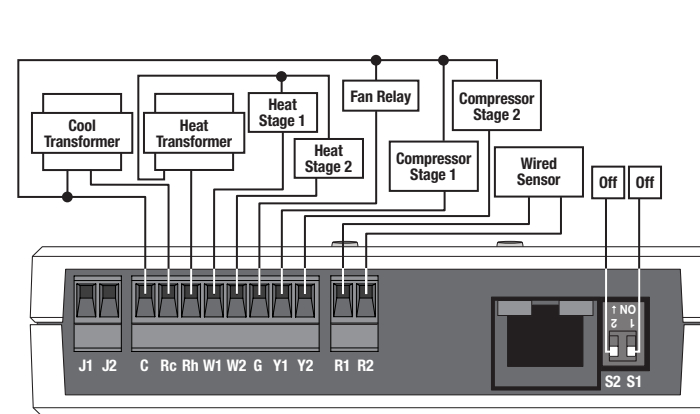 Cool
Transformer
Heat
Transformer
Heat
Stage 1
Heat
Stage 2
Fan Relay
Compressor
Stage 1
Compressor
Stage 2
Wired
Sensor
Off
Off
↑ NO
2 1
J1 J2
C Rc Rh W1 W2 G Y1 Y2
R1 R2
S2 S1